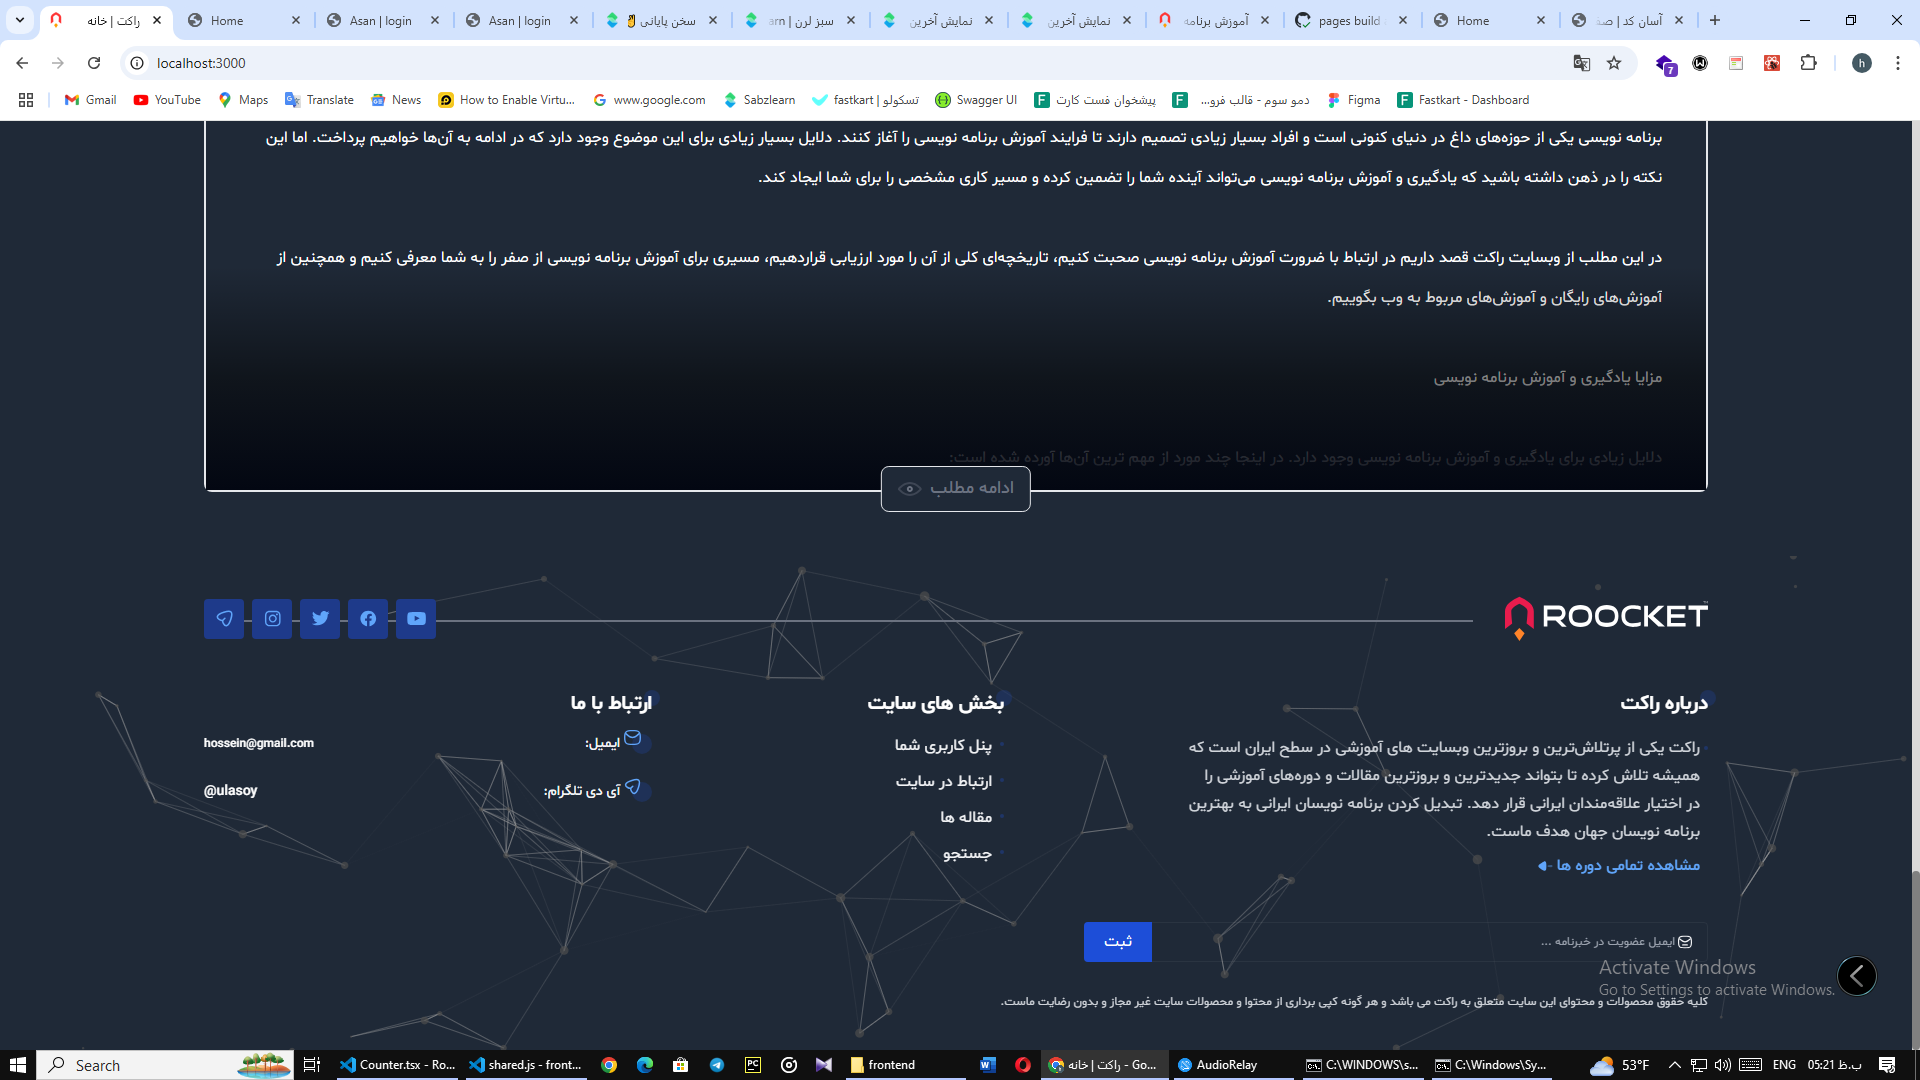 راکت | خانه
Home
Asan | login
Asan | login
سخن پایانی ✌
سبز لرن | arn
نمایش آخرین
نمایش آخرین
آموزش برنامه
pages build
Home
آسان کد | صف
localhost:3000
7
h
Gmail
YouTube
Maps
Translate
News
How to Enable Virtu...
www.google.com
Sabzlearn
تسکولو | fastkart
Swagger UI
پیشخوان فست کارت
دمو سوم - قالب فرو...
Figma
Fastkart - Dashboard
برنامه نویسی یکی از حوزه‌های داغ در دنیای کنونی است و افراد بسیار زیادی تصمیم دارند تا فرایند آموزش برنامه نویسی را آغاز کنند. دلایل بسیار زیادی برای این موضوع وجود دارد که در ادامه به آن‌ها خواهیم پرداخت. اما این
نکته را در ذهن داشته باشید که یادگیری و آموزش برنامه نویسی می‌تواند آینده شما را تضمین کرده و مسیر کاری مشخصی را برای شما ایجاد کند.
در این مطلب از وبسایت راکت قصد داریم در ارتباط با ضرورت آموزش برنامه نویسی صحبت کنیم، تاریخچه‌ای کلی از آن را مورد ارزیابی قراردهیم، مسیری برای آموزش برنامه نویسی از صفر را به شما معرفی کنیم و همچنین از
آموزش‌های رایگان و آموزش‌های مربوط به وب بگوییم.
مزایا یادگیری و آموزش برنامه نویسی
دلایل زیادی برای یادگیری و آموزش برنامه نویسی وجود دارد. در اینجا چند مورد از مهم ترین آن‌ها آورده شده است:
ادامه مطلب
ROOCKET
درباره راکت
راکت یکی از پرتلاش‌ترین و بروزترین وبسایت های آموزشی در سطح ایران است که
همیشه تلاش کرده تا بتواند جدیدترین و بروزترین مقالات و دوره‌های آموزشی را
در اختیار علاقه‌مندان ایرانی قرار دهد. تبدیل کردن برنامه نویسان ایرانی به بهترین
برنامه نویسان جهان هدف ماست.
مشاهده تمامی دوره ها
بخش های سایت
پنل کاربری شما
ارتباط در سایت
مقاله ها
جستجو
ارتباط با ما
ایمیل:
hossein@gmail.com
آی دی تلگرام:
@ulasoy
ایمیل عضویت در خبرنامه ...
ثبت
کلیه حقوق محصولات و محتوای این سایت متعلق به راکت می باشد و هر گونه کپی برداری از محتوا و محصولات سایت غیر مجاز و بدون رضایت ماست.
Activate Windows
Go to Settings to activate Windows.
Search
Counter.tsx - Ro...
shared.js - front...
PC
frontend
راکت | خانه - Go...
AudioRelay
C:\WINDOWS\s...
C:\Windows\Sy...
53°F
ENG
05:21 ب.ظ